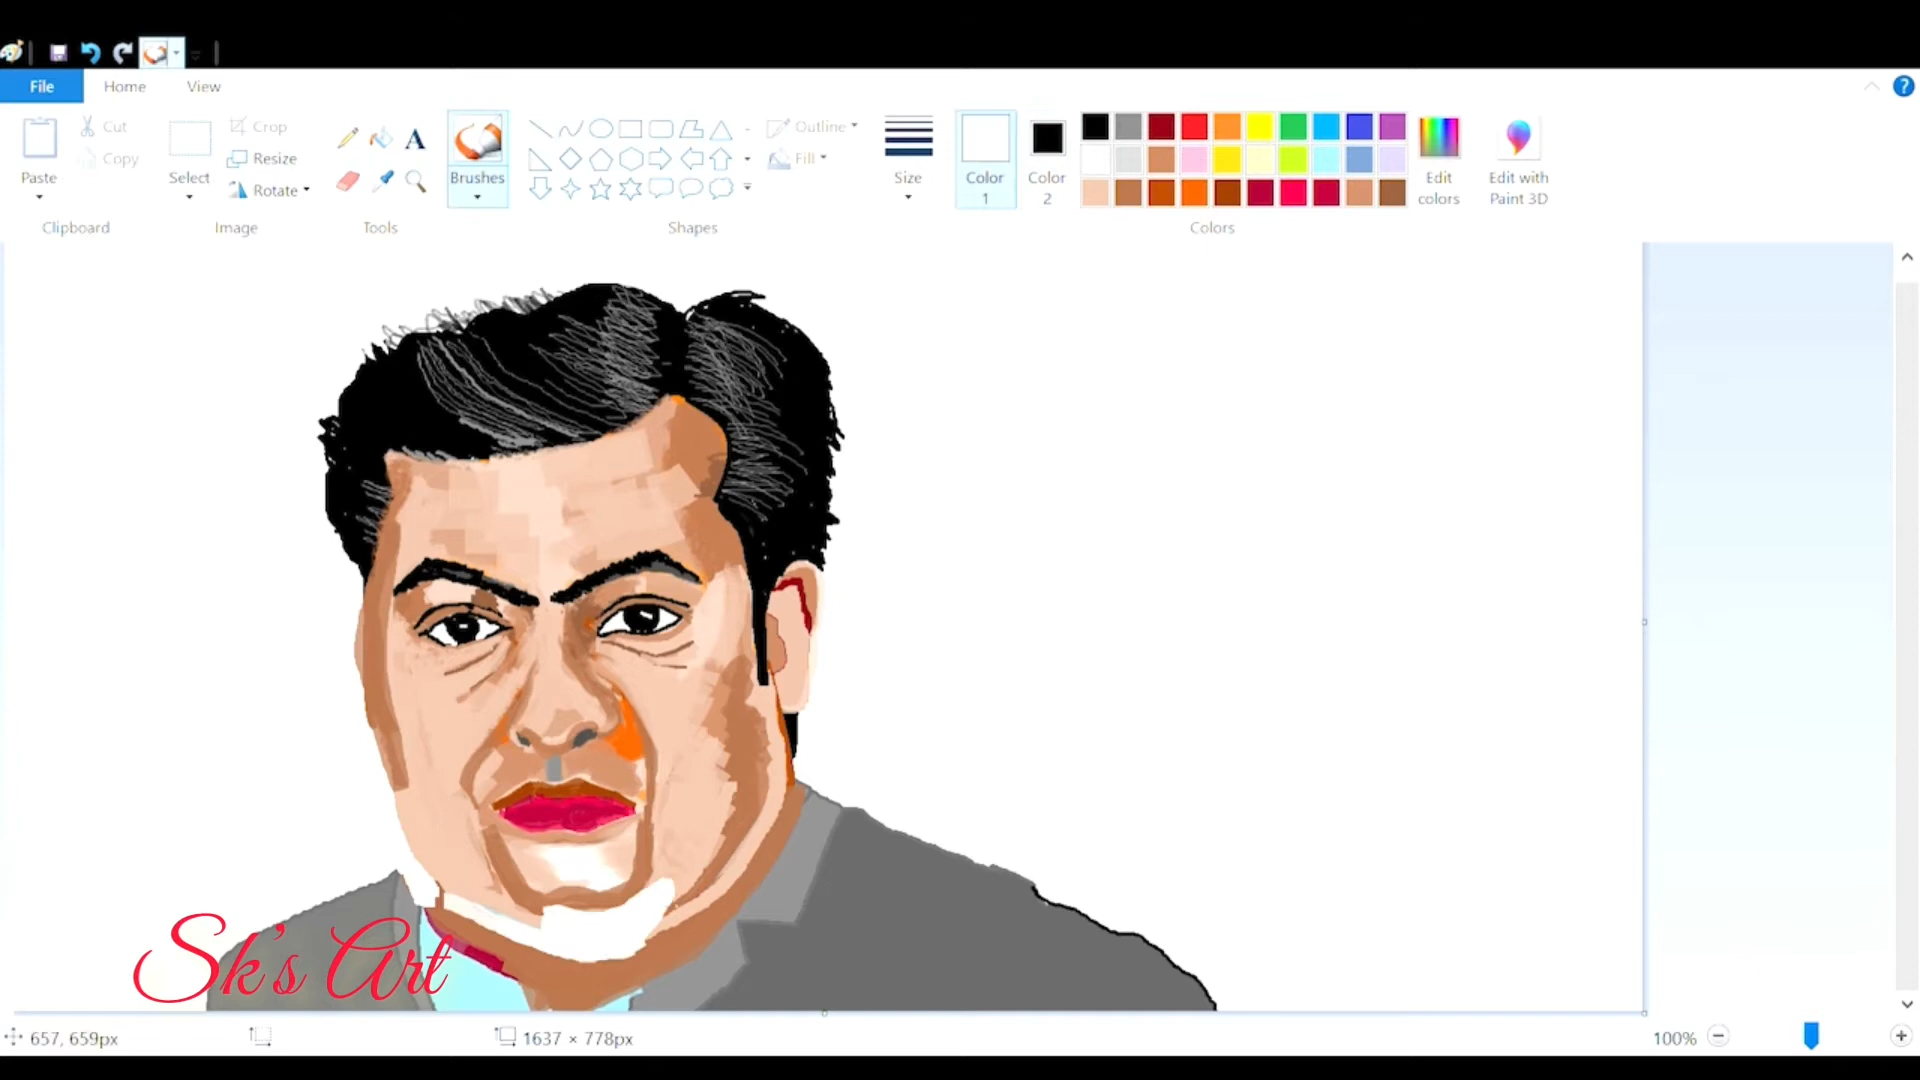 File Home View
Paste
Cut
Copy
Clipboard
Select
Crop
Resize
Rotate
Image
A
Tools
Brushes
Shapes
Outline
Fill
Size
Color
1
Color
2
Colors
Edit
colors
Edit with
Paint 3D
?
Sk's Art
657, 659px
1637 × 778px
100%